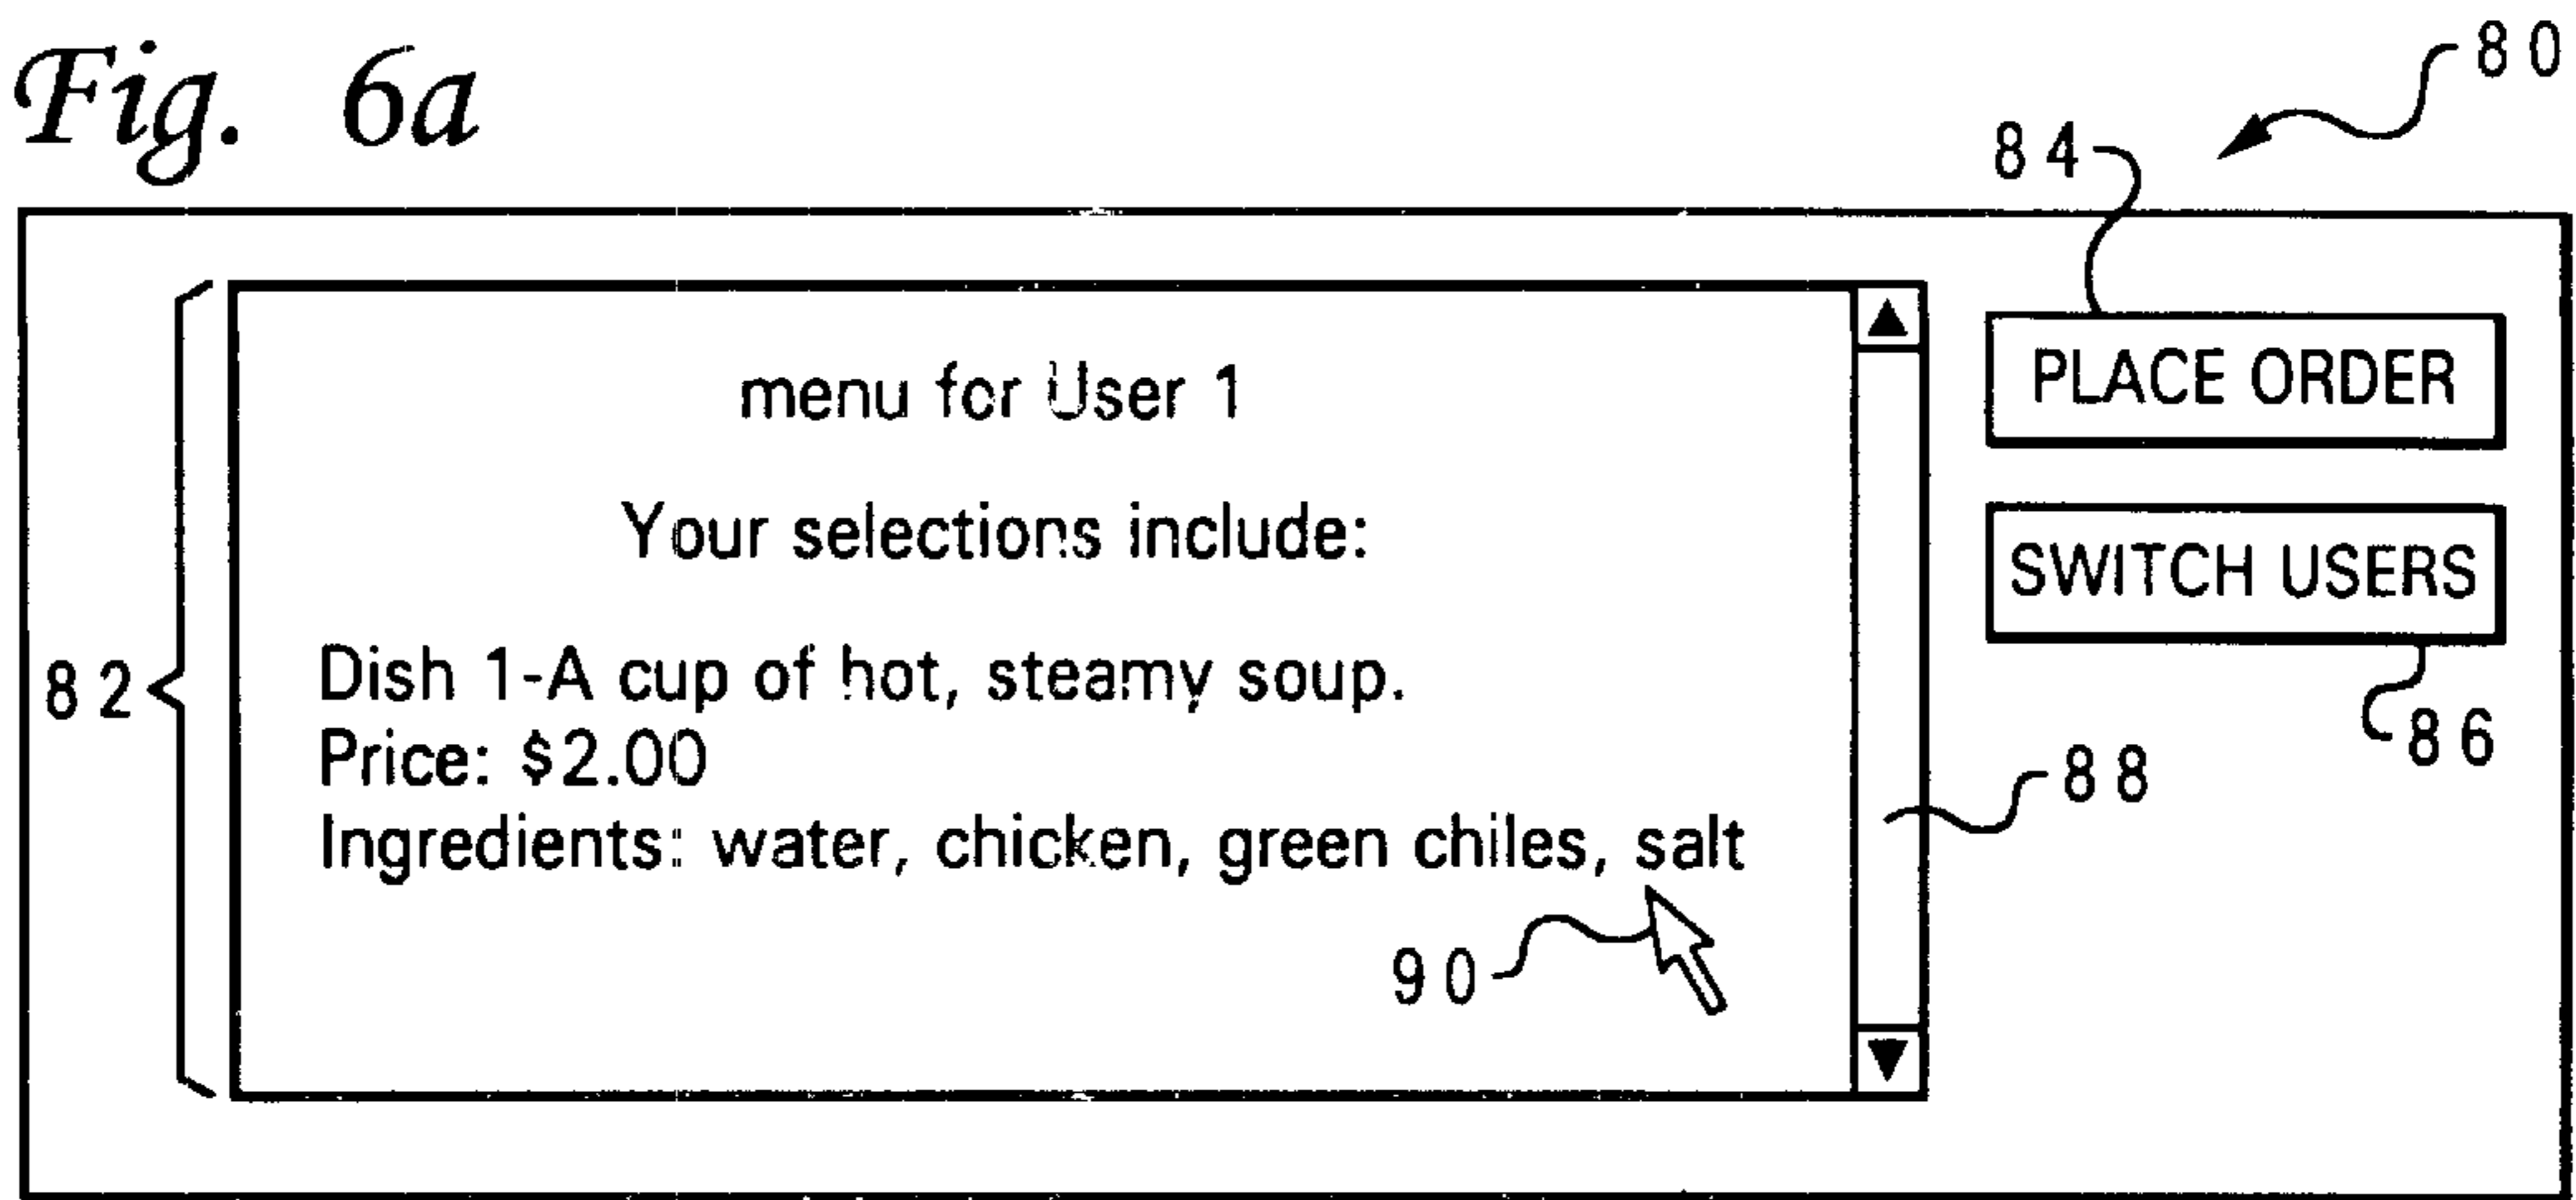 Fig. 6a
80
84
menu for User 1
PLACE ORDER
Your selections include:
SWITCH USERS
82
Dish 1-A cup of hot, steamy soup.
Price: $2.00
86
88
Ingredients: water, chicken, green chiles, salt
90